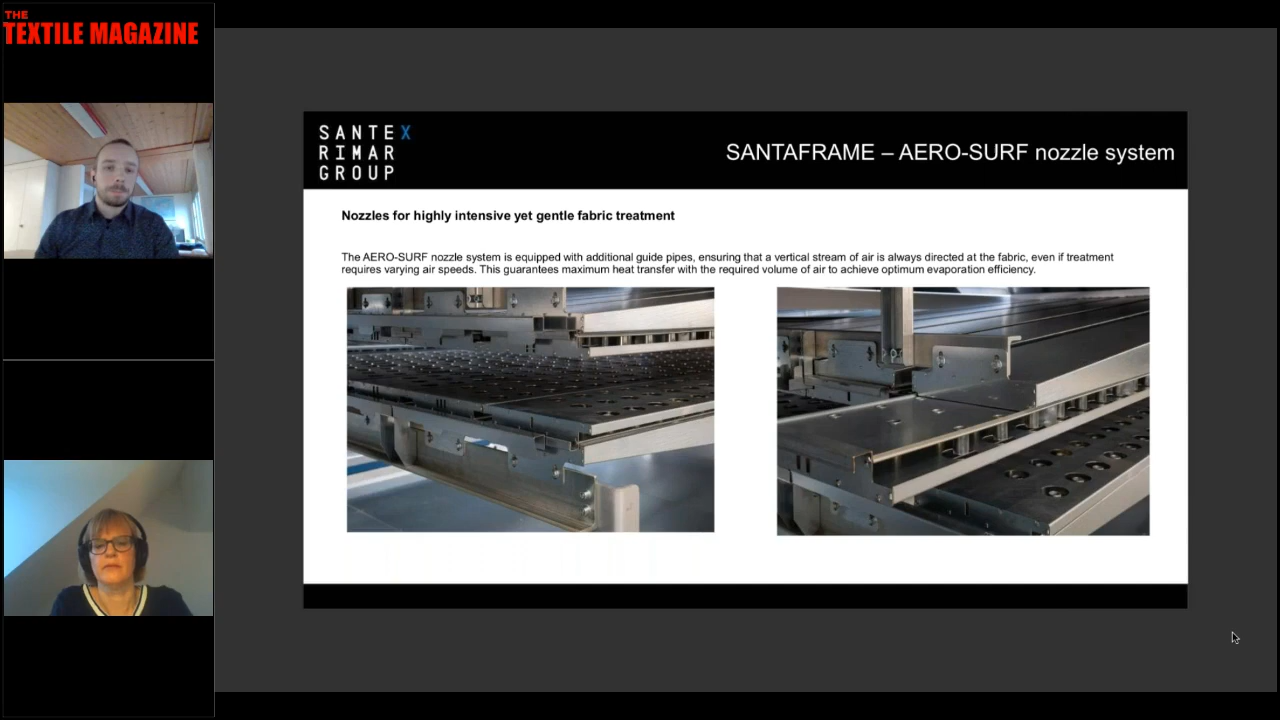 THE
TEXTILE MAGAZINE
SANTEX
RIMAR
GROUP
SANTAFRAME – AERO-SURF nozzle system
Nozzles for highly intensive yet gentle fabric treatment
The AERO-SURF nozzle system is equipped with additional guide pipes, ensuring that a vertical stream of air is always directed at the fabric, even if treatment
requires varying air speeds. This guarantees maximum heat transfer with the required volume of air to achieve optimum evaporation efficiency.